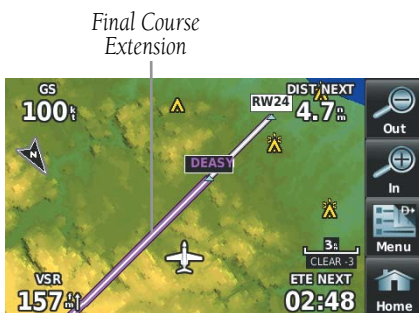 Final Course
Extension
GS
100kt
DIST NEXT
4.7nm
RW24
Out
N
DEASY
In
3nm
CLEAR -3
Menu
VSR
157ft/m
ETE NEXT
02:48
Home